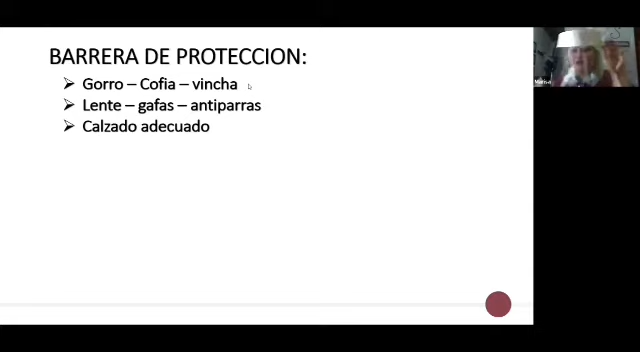 BARRERA DE PROTECCION:
Gorro – Cofia – vincha
Lente – gafas – antiparras
Calzado adecuado